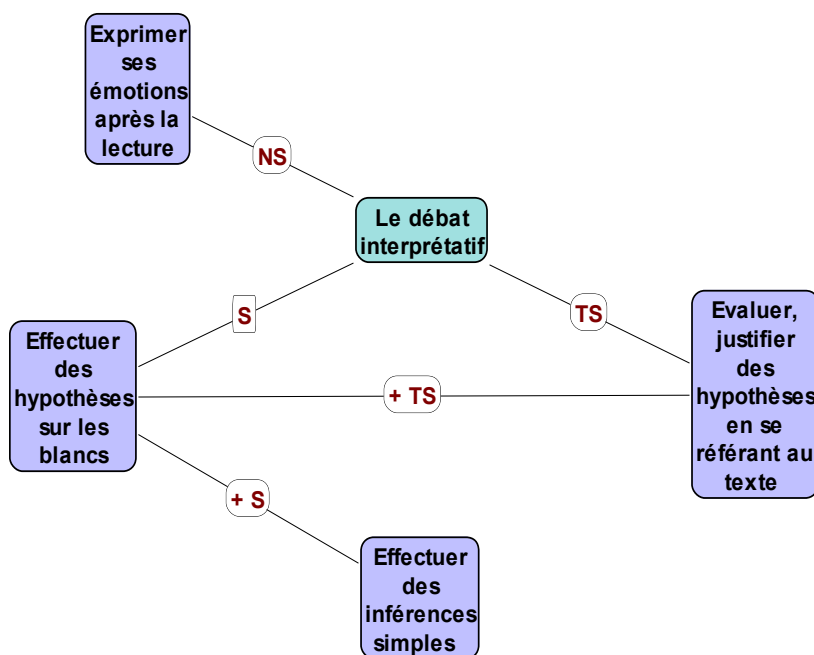 Exprimer
ses
émotions
après la
lecture
NS
Le débat
interprétatif
S
TS
Effectuer
des
hypothèses
sur les
blancs
Evaluer,
justifier
des
hypothèses
en se
référant au
texte
+ TS
+ S
Effectuer
des
inférences
simples